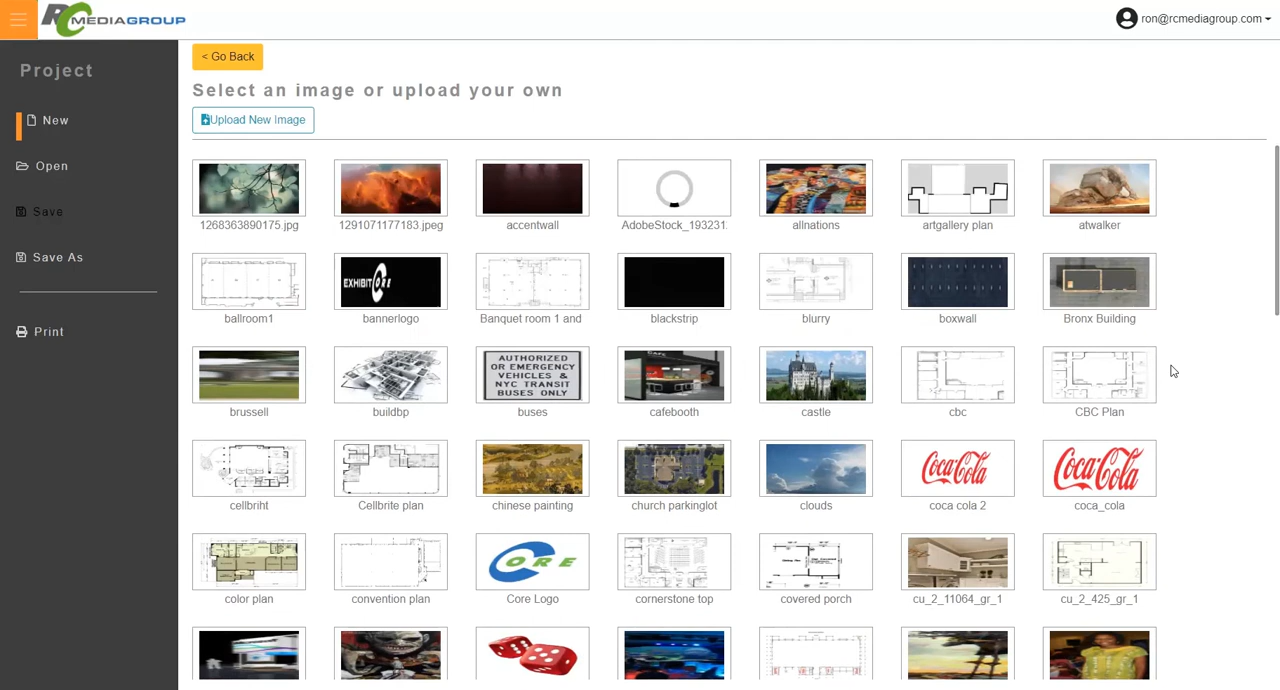 RC MEDIAGROUP
ron@rcmediagroup.com
Project
< Go Back
Select an image or upload your own
New
Upload New Image
Open
Save
Save As
Print
1268363890175.jpg
1291071177183.jpeg
accentwall
AdobeStock_193231.
allnations
artgallery plan
atwalker
EXHIBIT CORE
ballroom1
bannerlogo
Banquet room 1 and
blackstrip
blurry
boxwall
Bronx Building
AUTHORIZED
OR EMERGENCY
VEHICLES &
NYC TRANSIT
BUSES ONLY
CAFE
brussell
buildbp
buses
cafebooth
castle
cbc
CBC Plan
Coca-Cola
Coca-Cola
cellbriht
Cellbrite plan
chinese painting
church parkinglot
clouds
coca cola 2
coca_cola
CORE
color plan
convention plan
Core Logo
cornerstone top
covered porch
cu_2_11064_gr_1
cu_2_425_gr_1